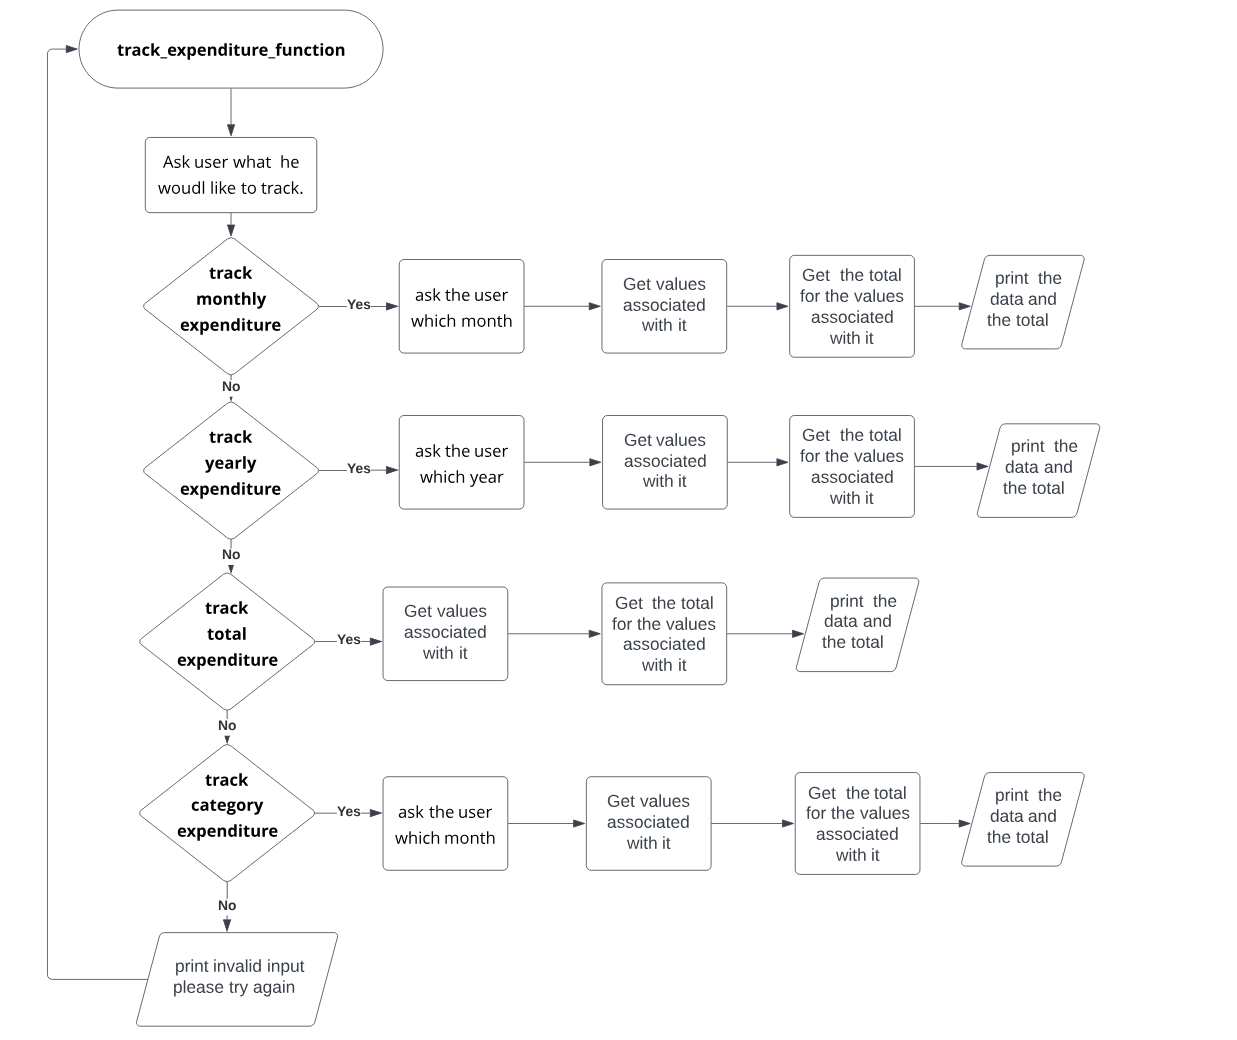 track_expenditure_function
Ask user what  he
woudl like to track.
track
monthly
expenditure
Yes
ask the user
which month
Get values
associated
with it
Get  the total
for the values
associated
with it
print  the
data and
the total
No
track
yearly
expenditure
Yes
ask the user
which year
Get values
associated
with it
Get  the total
for the values
associated
with it
print  the
data and
the total
No
track
total
expenditure
Yes
Get values
associated
with it
Get  the total
for the values
associated
with it
print  the
data and
the total
No
track
category
expenditure
Yes
ask the user
which month
Get values
associated
with it
Get  the total
for the values
associated
with it
print  the
data and
the total
No
print invalid input
please try again